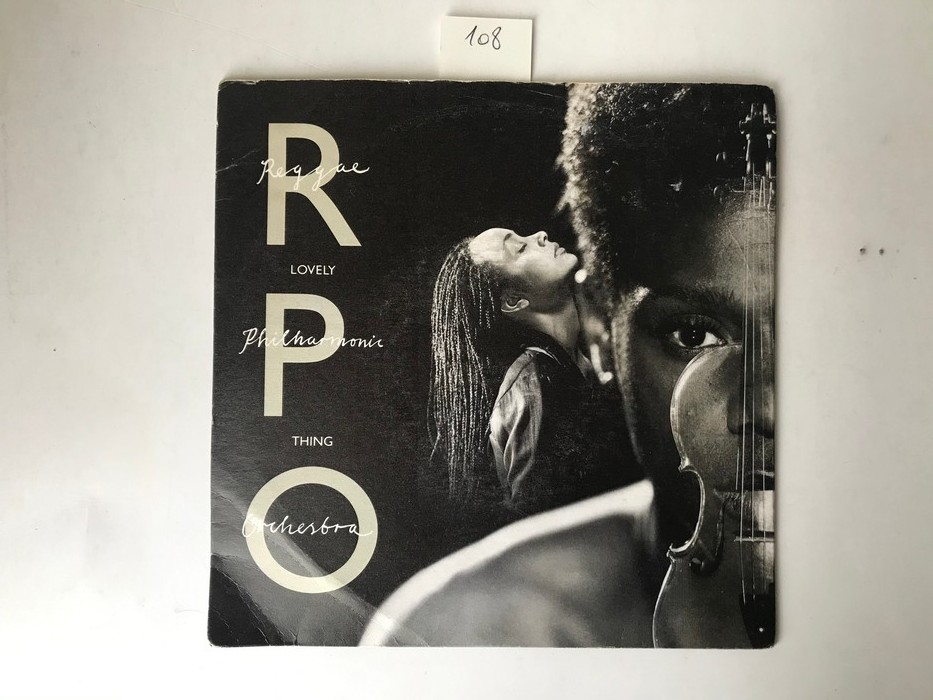 108
R
Reggae
LOVELY
P
Philharmonic
THING
O
Orchestra